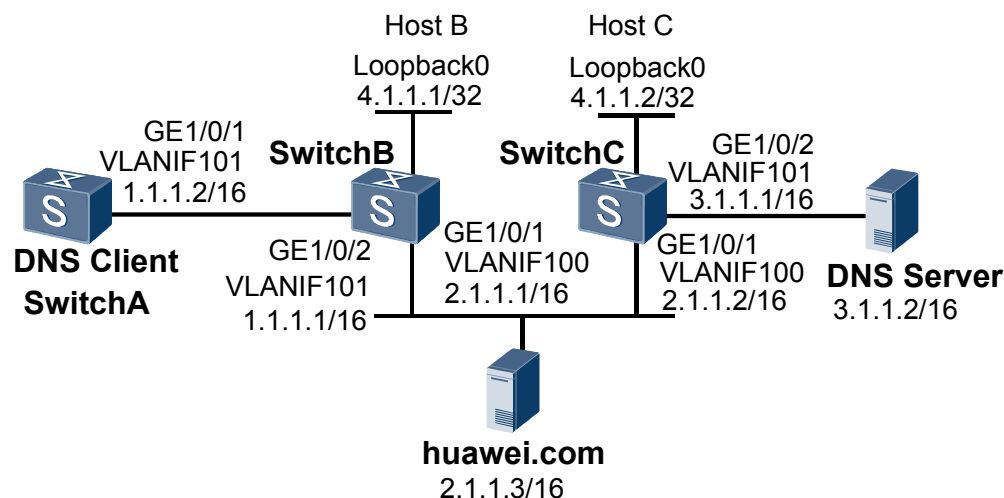 Host B
Loopback0
4.1.1.1/32
Host C
Loopback0
4.1.1.2/32
GE1/0/1
VLANIF101
1.1.1.2/16
SwitchB
SwitchC
GE1/0/2
VLANIF101
3.1.1.1/16
S
S
S
DNS Client
SwitchA
GE1/0/2
VLANIF101
1.1.1.1/16
GE1/0/1
VLANIF100
2.1.1.1/16
GE1/0/1
VLANIF100
2.1.1.2/16
DNS Server
3.1.1.2/16
huawei.com
2.1.1.3/16